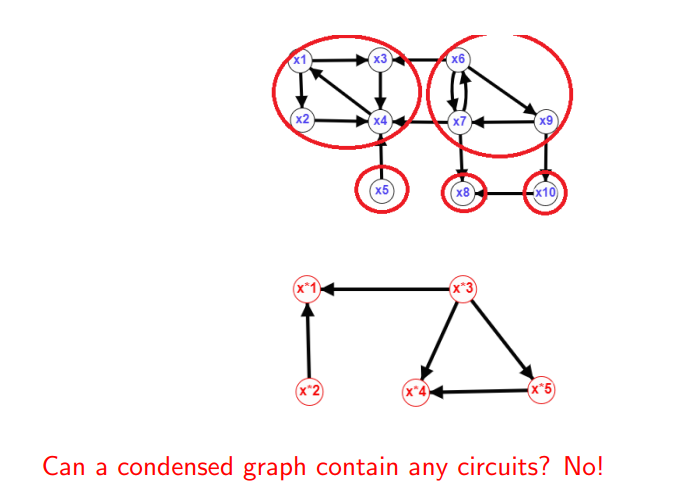 x1 x3 x6
x2 x4 x7 x9
x5 x8 x10
x*1 x*3
x*2 x*4 x*5
Can a condensed graph contain any circuits? No!